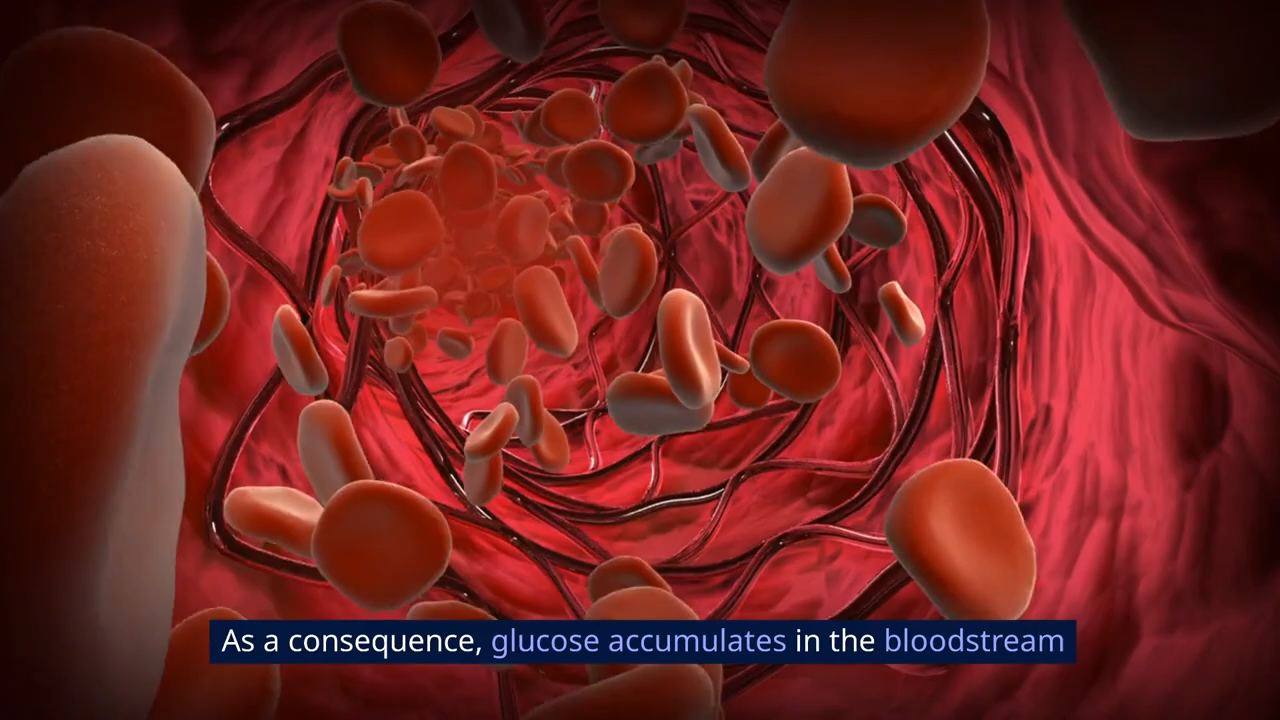 As a consequence, glucose accumulates in the bloodstream